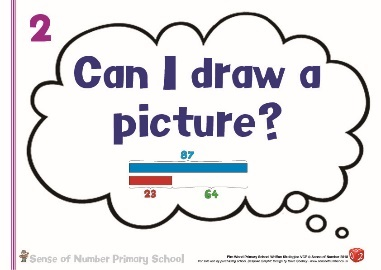 2
Can I draw a
picture?
87
23 64
Sense of Number Primary School